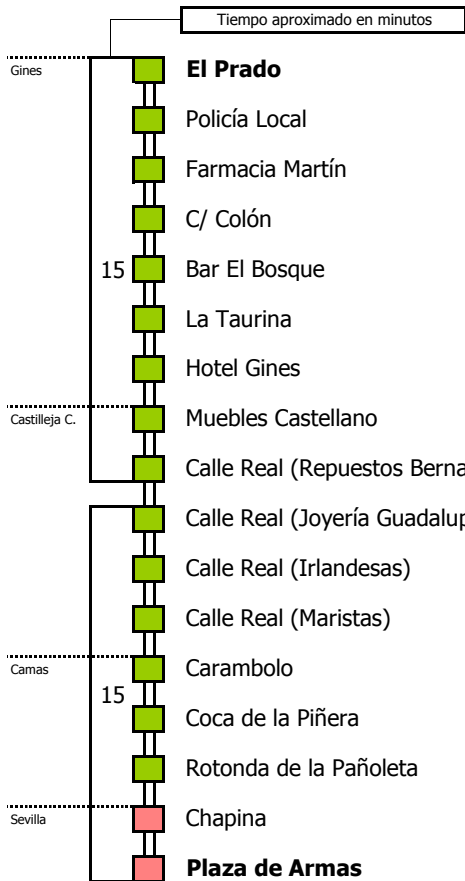 Tiempo aproximado en minutos
Gines
El Prado
Policía Local
Farmacia Martín
C/ Colón
15
Bar El Bosque
La Taurina
Hotel Gines
Castilleja C.
Muebles Castellano
Calle Real (Repuestos Berna
Calle Real (Joyería Guadalup
Calle Real (Irlandesas)
Calle Real (Maristas)
Camas
Carambolo
15
Coca de la Piñera
Rotonda de la Pañoleta
Sevilla
Chapina
Plaza de Armas